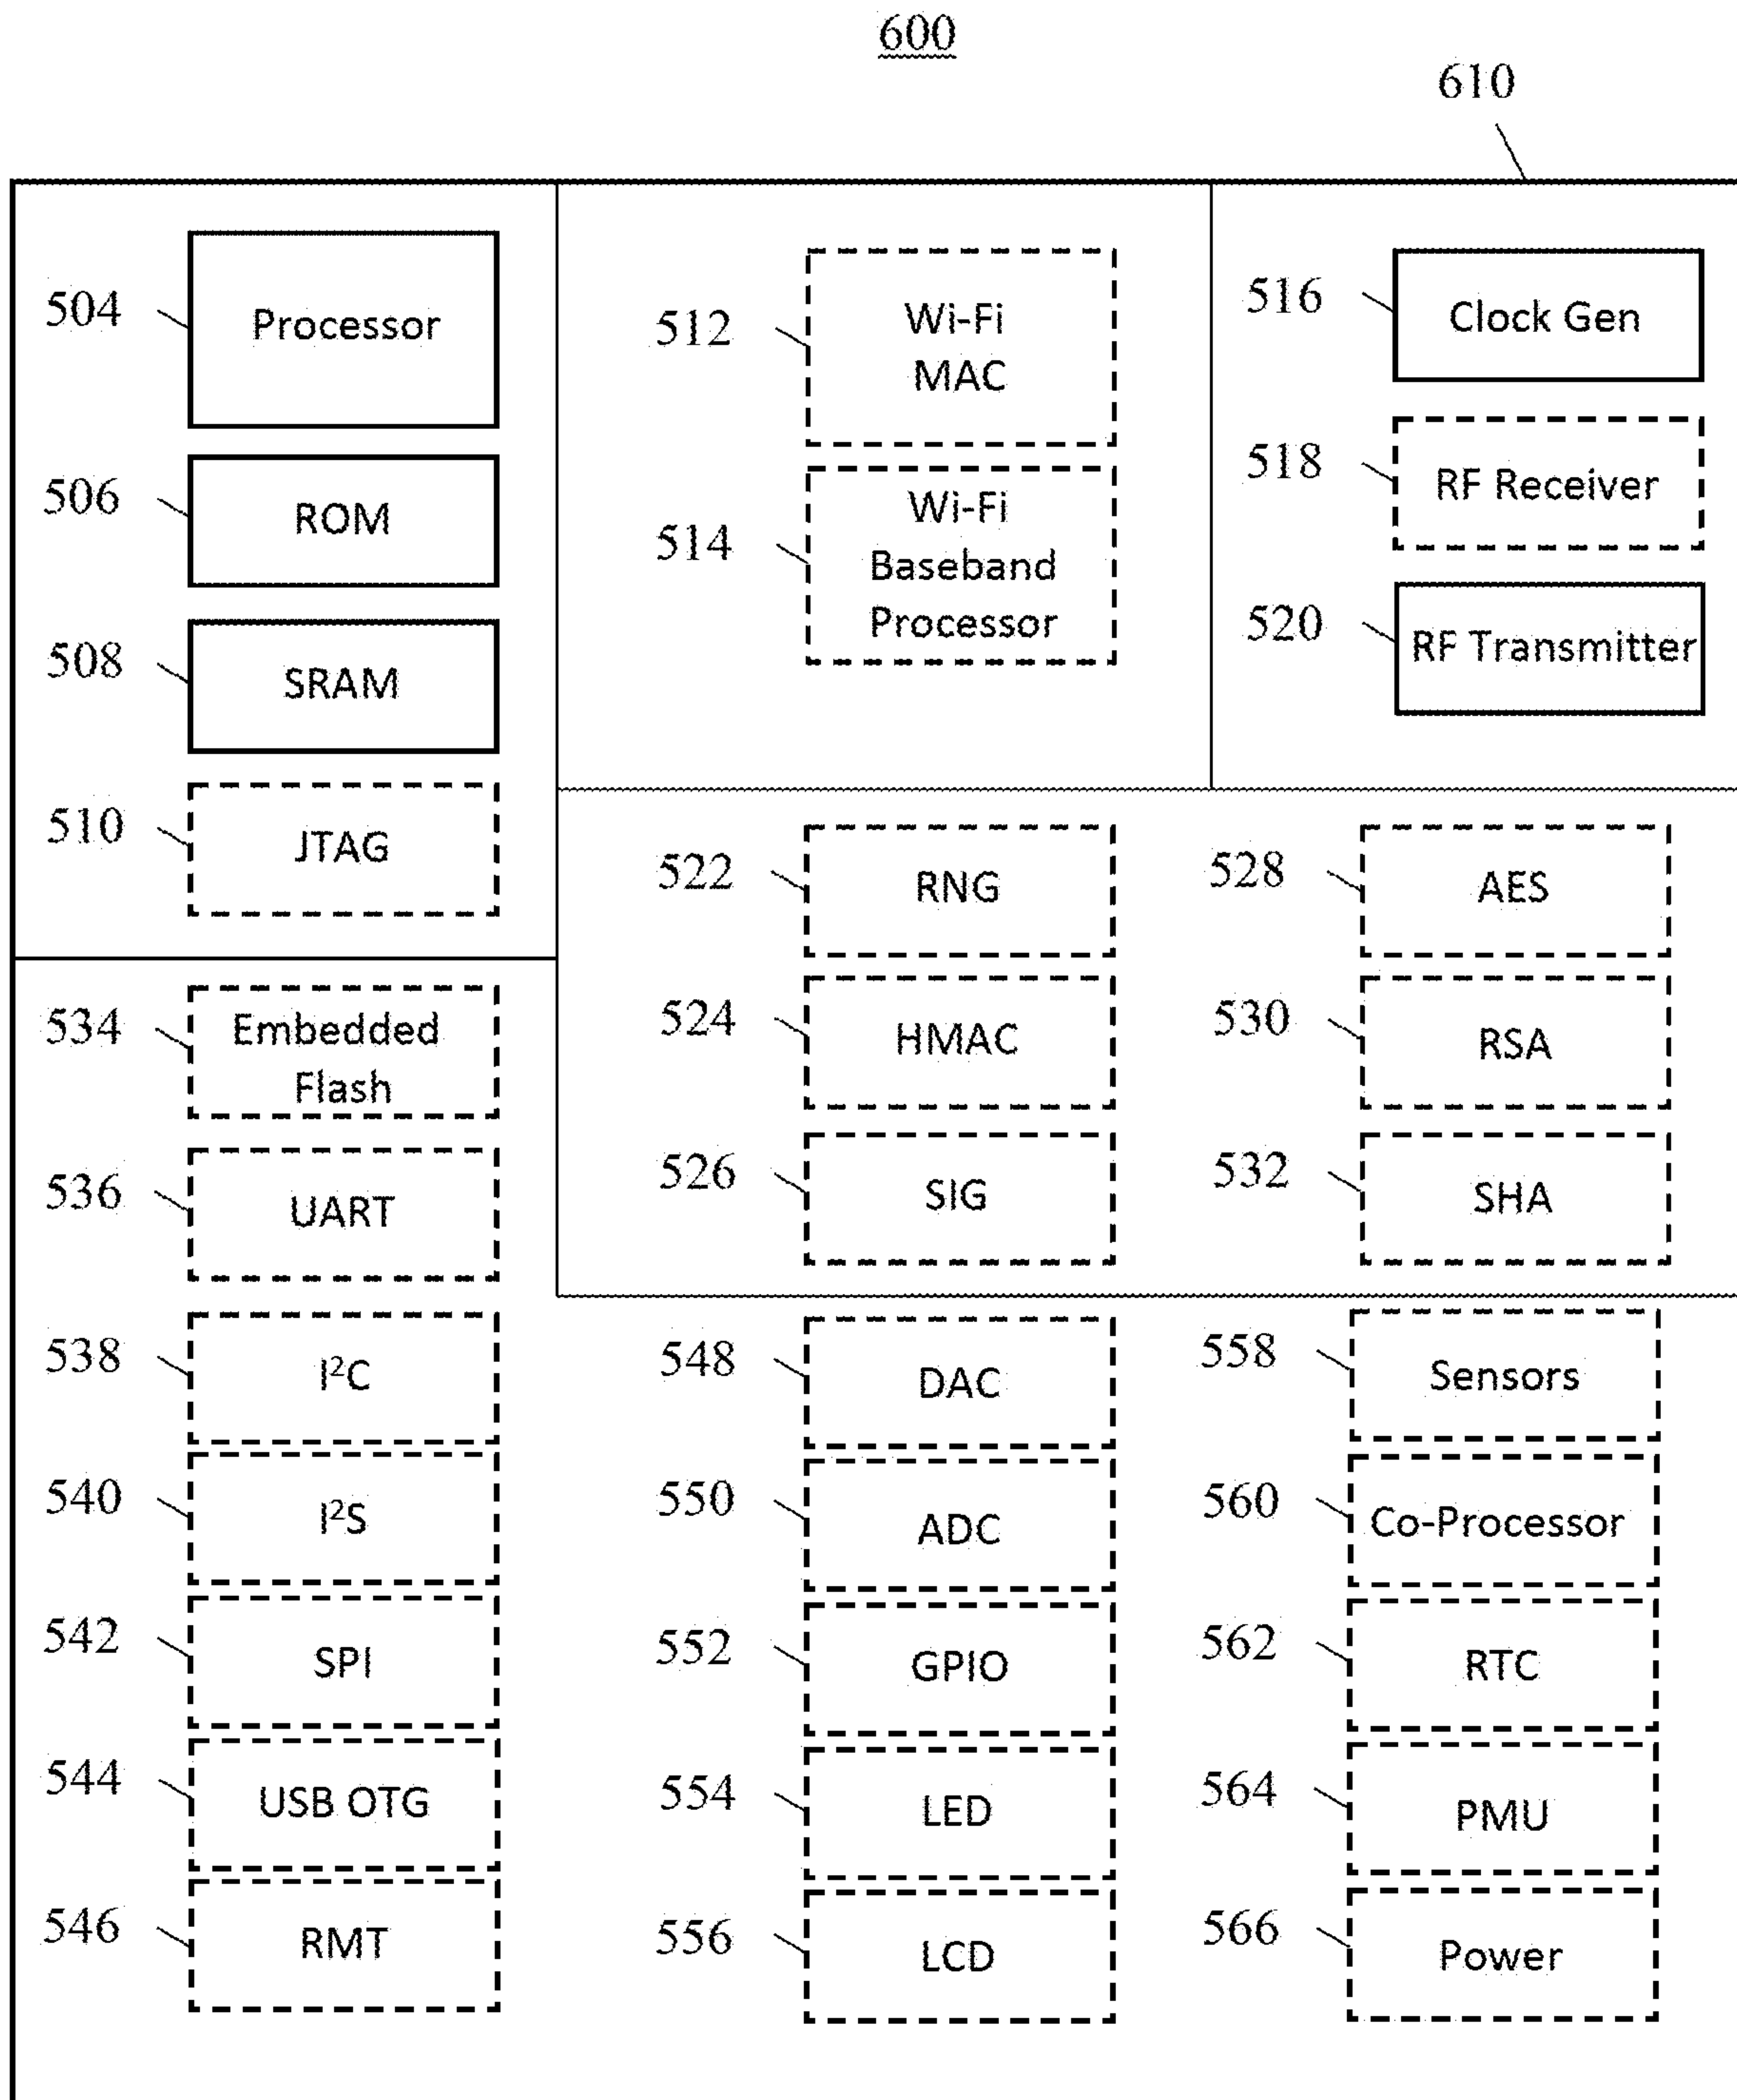 600
610
504
Processor
506
ROM
508
SRAM
510
JTAG
512
Wi-Fi
MAC
514
Wi-Fi
Baseband
Processor
516
Clock Gen
518
RF Receiver
520
RF Transmitter
522
RNG
524
HMAC
526
SIG
528
AES
530
RSA
532
SHA
534
Embedded
Flash
536
UART
538
I²C
540
I²S
542
SPI
544
USB OTG
546
RMT
548
DAC
550
ADC
552
GPIO
554
LED
556
LCD
558
Sensors
560
Co-Processor
562
RTC
564
PMU
566
Power